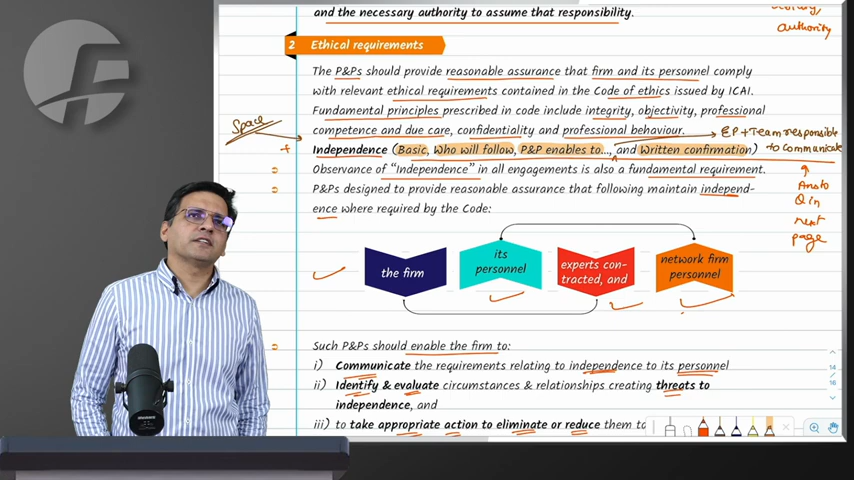 and the necessary authority to assume that responsibility.
authority
2 Ethical requirements
The P&Ps should provide reasonable assurance that firm and its personnel comply
with relevant ethical requirements contained in the Code of ethics issued by ICAI.
Fundamental principles prescribed in code include integrity, objectivity, professional
competence and due care, confidentiality and professional behaviour.
Space
EP + Team responsible
to communicate
+
Independence (Basic, Who will follow, P&P enables to..., and Written confirmation)
Observance of “Independence” in all engagements is also a fundamental requirement.
P&Ps designed to provide reasonable assurance that following maintain independ-
ence where required by the Code:
Ans to
Q in
next
page
the firm
its
personnel
experts con-
tracted, and
network firm
personnel
Such P&Ps should enable the firm to:
i) Communicate the requirements relating to independence to its personnel
ii) Identify & evaluate circumstances & relationships creating threats to
independence, and
iii) to take appropriate action to eliminate or reduce them to
14
/
16